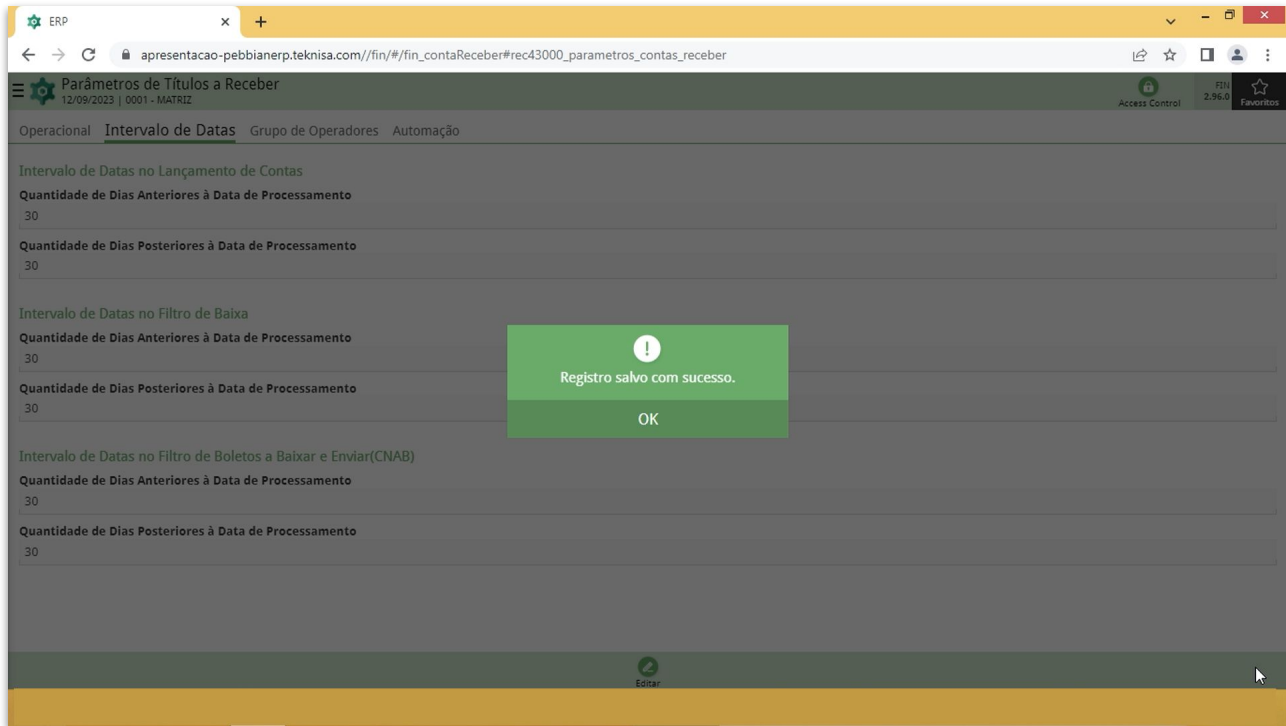 ERP
apresentacao-pebbianerp.teknisa.com//fin/#/fin_contaReceber#rec43000_parametros_contas_receber
Parâmetros de Títulos a Receber
12/09/2023 | 0001 - MATRIZ
Access Control
FIN
2.96.0
Favoritos
Operacional Intervalo de Datas Grupo de Operadores Automação
Intervalo de Datas no Lançamento de Contas
Quantidade de Dias Anteriores à Data de Processamento
30
Quantidade de Dias Posteriores à Data de Processamento
30
Intervalo de Datas no Filtro de Baixa
Quantidade de Dias Anteriores à Data de Processamento
30
Quantidade de Dias Posteriores à Data de Processamento
30
Registro salvo com sucesso.
OK
Intervalo de Datas no Filtro de Boletos a Baixar e Enviar(CNAB)
Quantidade de Dias Anteriores à Data de Processamento
30
Quantidade de Dias Posteriores à Data de Processamento
30
Editar